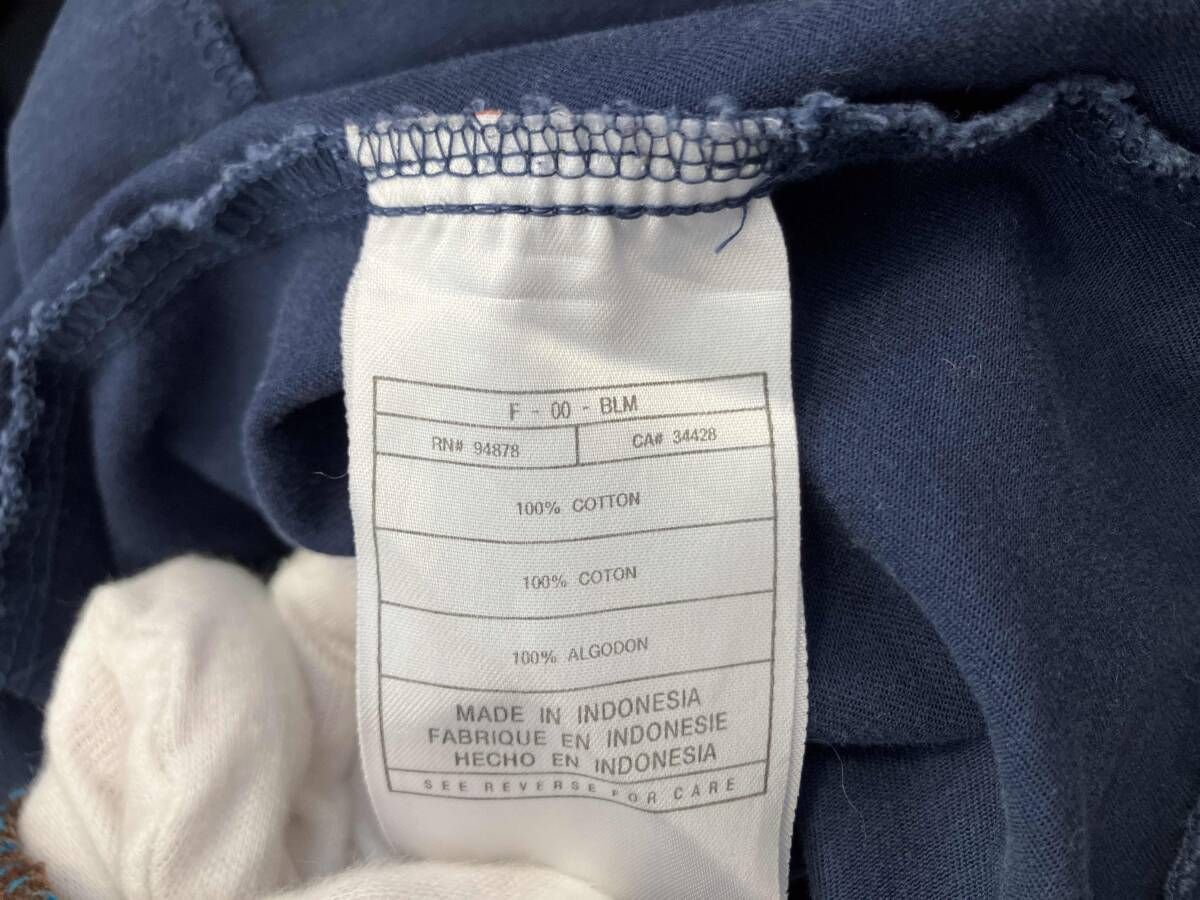 F - 00 - BLM
RN# 94878 CA# 34428
100% COTTON
100% COTON
100% ALGODON
MADE IN INDONESIA
FABRIQUE EN INDONESIE
HECHO EN INDONESIA
SEE REVERSE FOR CARE